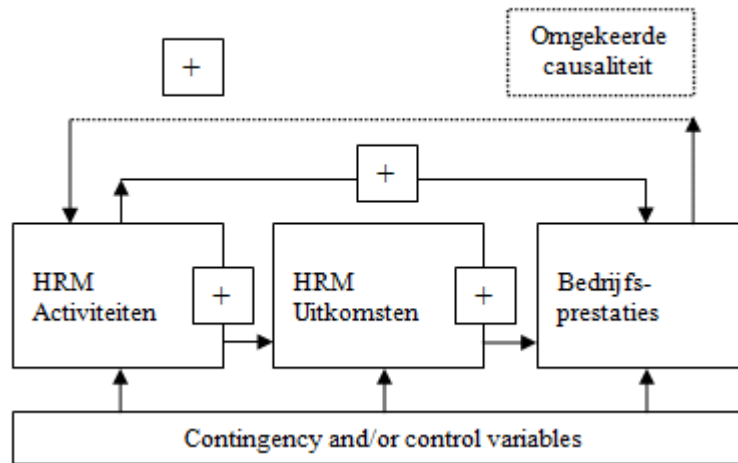 Omgekeerde
causaliteit
+
+
HRM
Activiteiten
+
HRM
Uitkomsten
+
Bedrijfs-
prestaties
Contingency and/or control variables